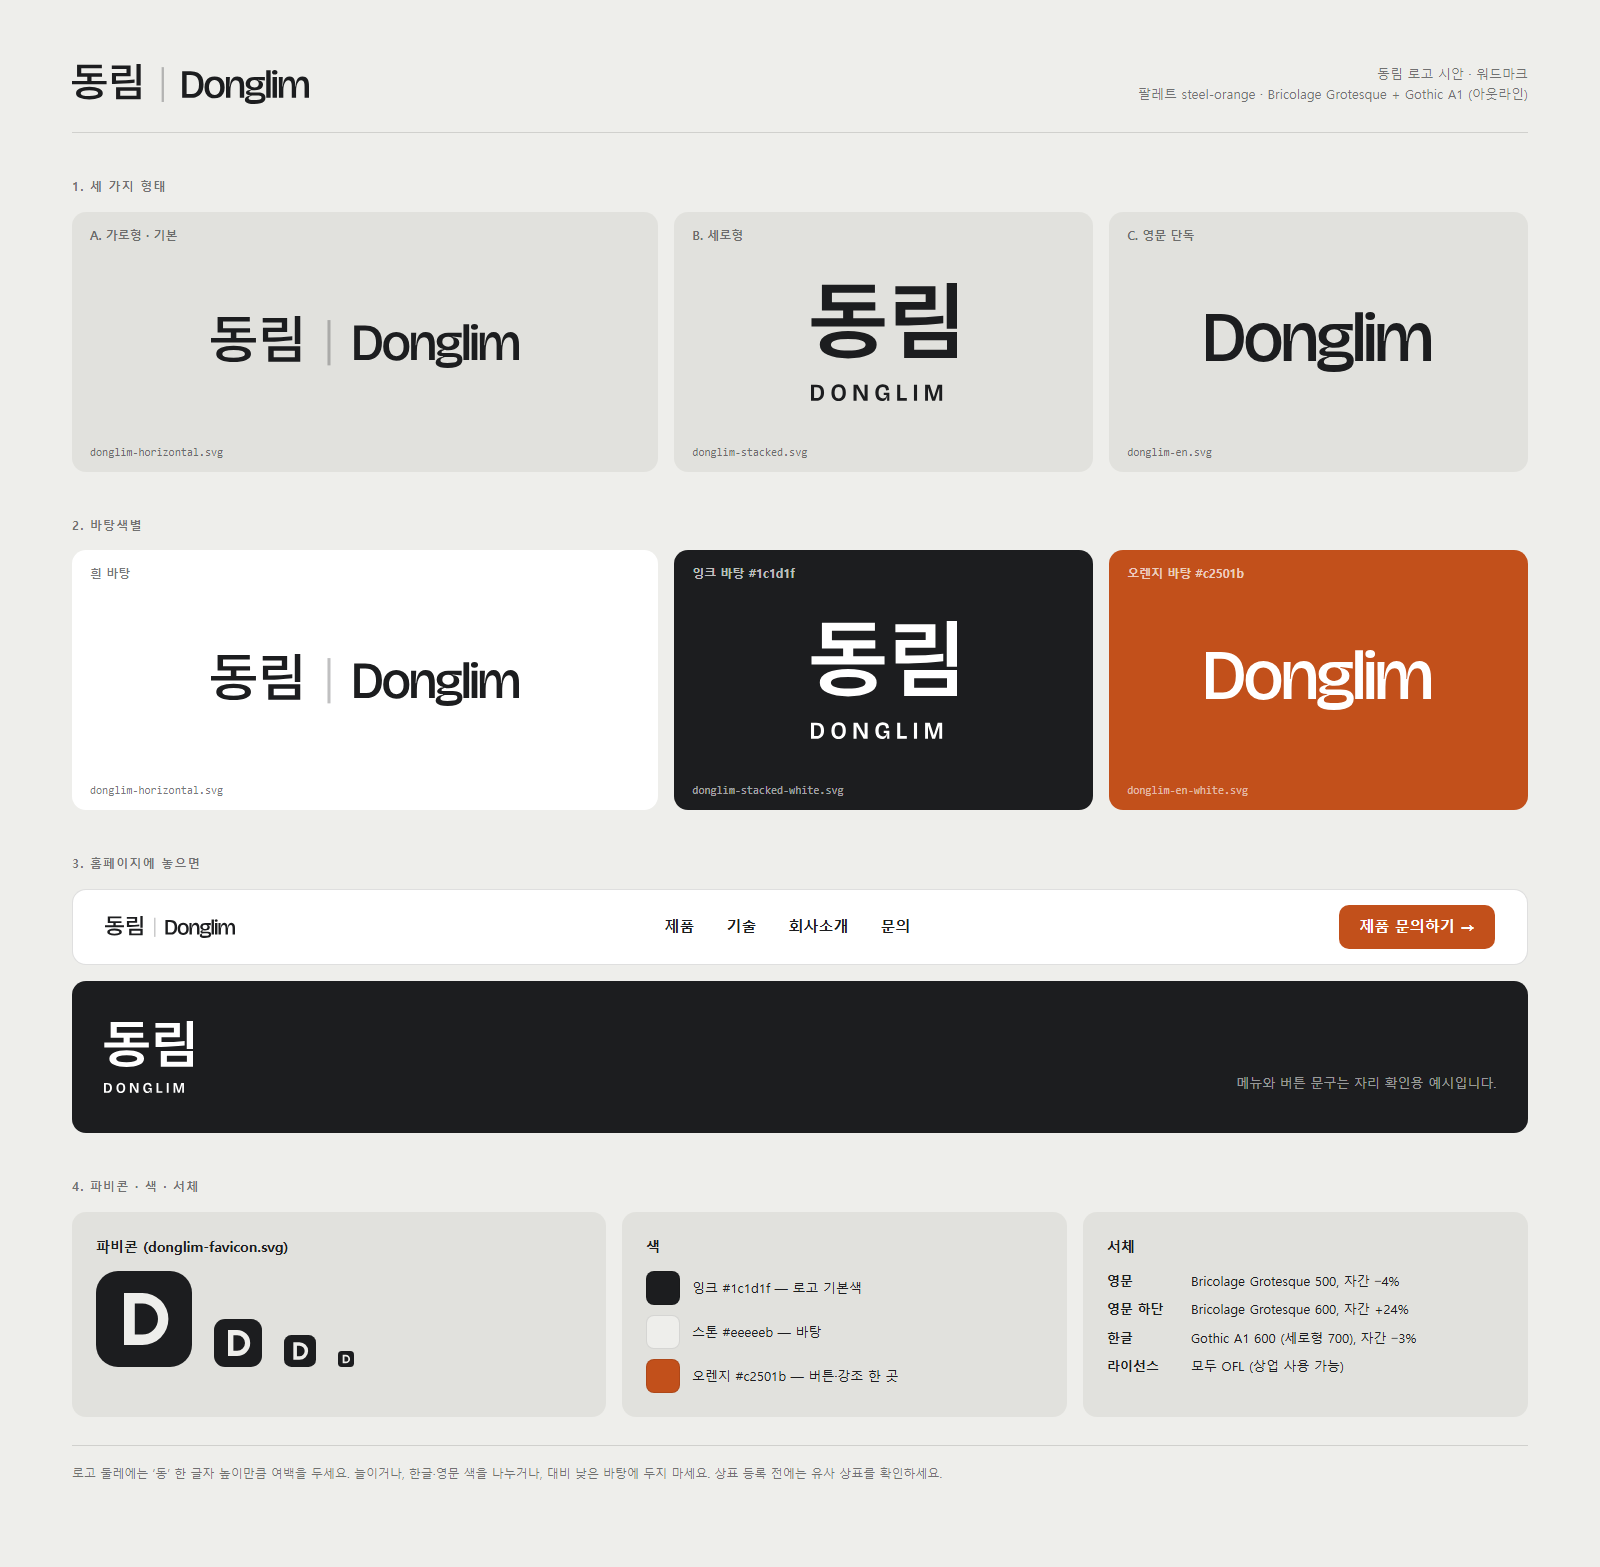 동림 | Donglim
동림 로고 시안 · 워드마크
팔레트 steel-orange · Bricolage Grotesque + Gothic A1 (아웃라인)
1. 세 가지 형태
A. 가로형 · 기본
동림 | Donglim
donglim-horizontal.svg
B. 세로형
동림
DONGLIM
donglim-stacked.svg
C. 영문 단독
Donglim
donglim-en.svg
2. 바탕색별
흰 바탕
동림 | Donglim
donglim-horizontal.svg
잉크 바탕 #1c1d1f
동림
DONGLIM
donglim-stacked-white.svg
오렌지 바탕 #c2501b
Donglim
donglim-en-white.svg
3. 홈페이지에 놓으면
동림 | Donglim
제품 기술 회사소개 문의
제품 문의하기 →
동림
DONGLIM
메뉴와 버튼 문구는 자리 확인용 예시입니다.
4. 파비콘 · 색 · 서체
파비콘 (donglim-favicon.svg)
D D D D
색
잉크 #1c1d1f — 로고 기본색
스톤 #eeeeeb — 바탕
오렌지 #c2501b — 버튼·강조 한 곳
서체
영문 Bricolage Grotesque 500, 자간 −4%
영문 하단 Bricolage Grotesque 600, 자간 +24%
한글 Gothic A1 600 (세로형 700), 자간 −3%
라이선스 모두 OFL (상업 사용 가능)
로고 둘레에는 ‘동’ 한 글자 높이만큼 여백을 두세요. 늘이거나, 한글·영문 색을 나누거나, 대비 낮은 바탕에 두지 마세요. 상표 등록 전에는 유사 상표를 확인하세요.